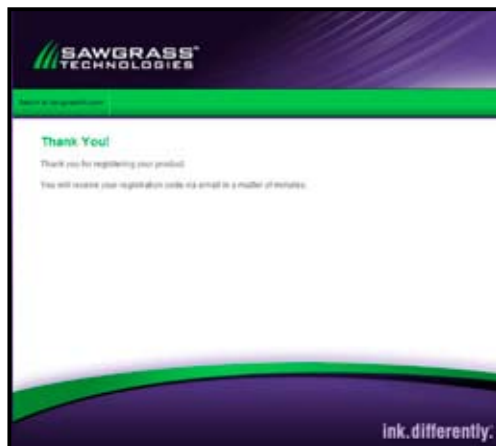 SAWGRASS®
TECHNOLOGIES
Return to sawgrassink.com
Thank You!
Thank you for registering your product.
You will receive your registration code via email in a matter of minutes.
ink.differently.